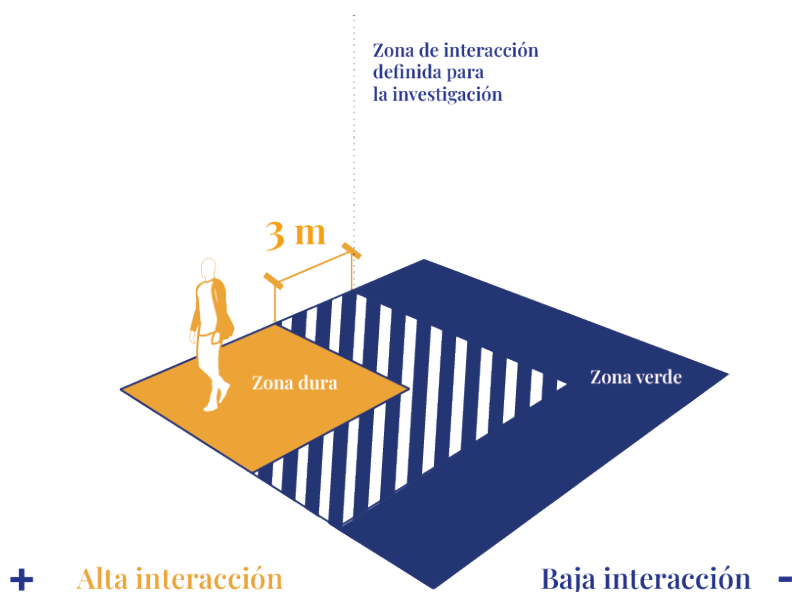 Zona de interacción
definida para
la investigación
3 m
Zona dura
Zona verde
+ Alta interacción
Baja interacción -